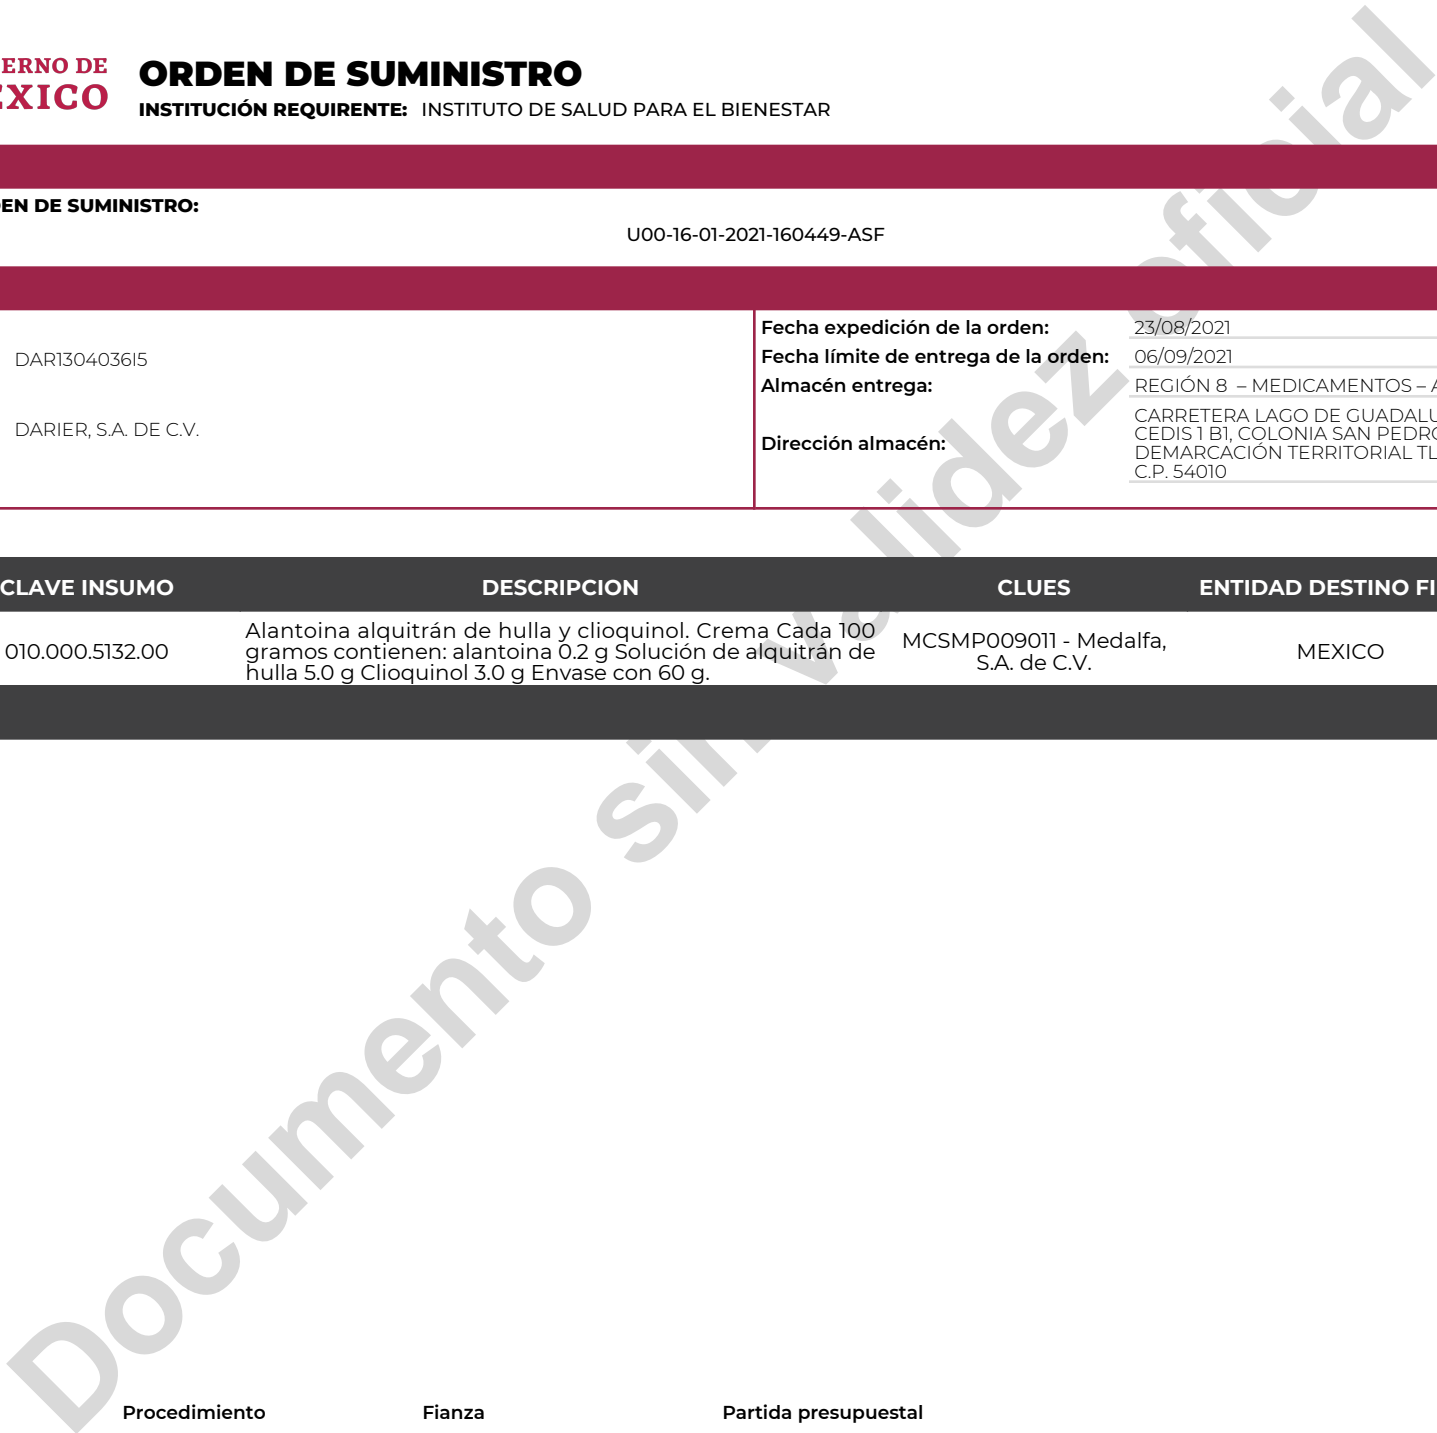 ERNO DE
ÉXICO
ORDEN DE SUMINISTRO
INSTITUCIÓN REQUIRENTE: INSTITUTO DE SALUD PARA EL BIENESTAR
EN DE SUMINISTRO:
U00-16-01-2021-160449-ASF
DAR1304036I5
DARIER, S.A. DE C.V.
Fecha expedición de la orden: 23/08/2021
Fecha límite de entrega de la orden: 06/09/2021
Almacén entrega: REGIÓN 8 – MEDICAMENTOS – A
Dirección almacén:
CARRETERA LAGO DE GUADALU
CEDIS 1 B1, COLONIA SAN PEDRO
DEMARCACIÓN TERRITORIAL TL
C.P. 54010
CLAVE INSUMO DESCRIPCION CLUES ENTIDAD DESTINO FI
010.000.5132.00
Alantoina alquitrán de hulla y clioquinol. Crema Cada 100
gramos contienen: alantoina 0.2 g Solución de alquitrán de
hulla 5.0 g Clioquinol 3.0 g Envase con 60 g.
MCSMP009011 - Medalfa,
S.A. de C.V.
MEXICO
Documento sin validez oficial
Procedimiento Fianza Partida presupuestal